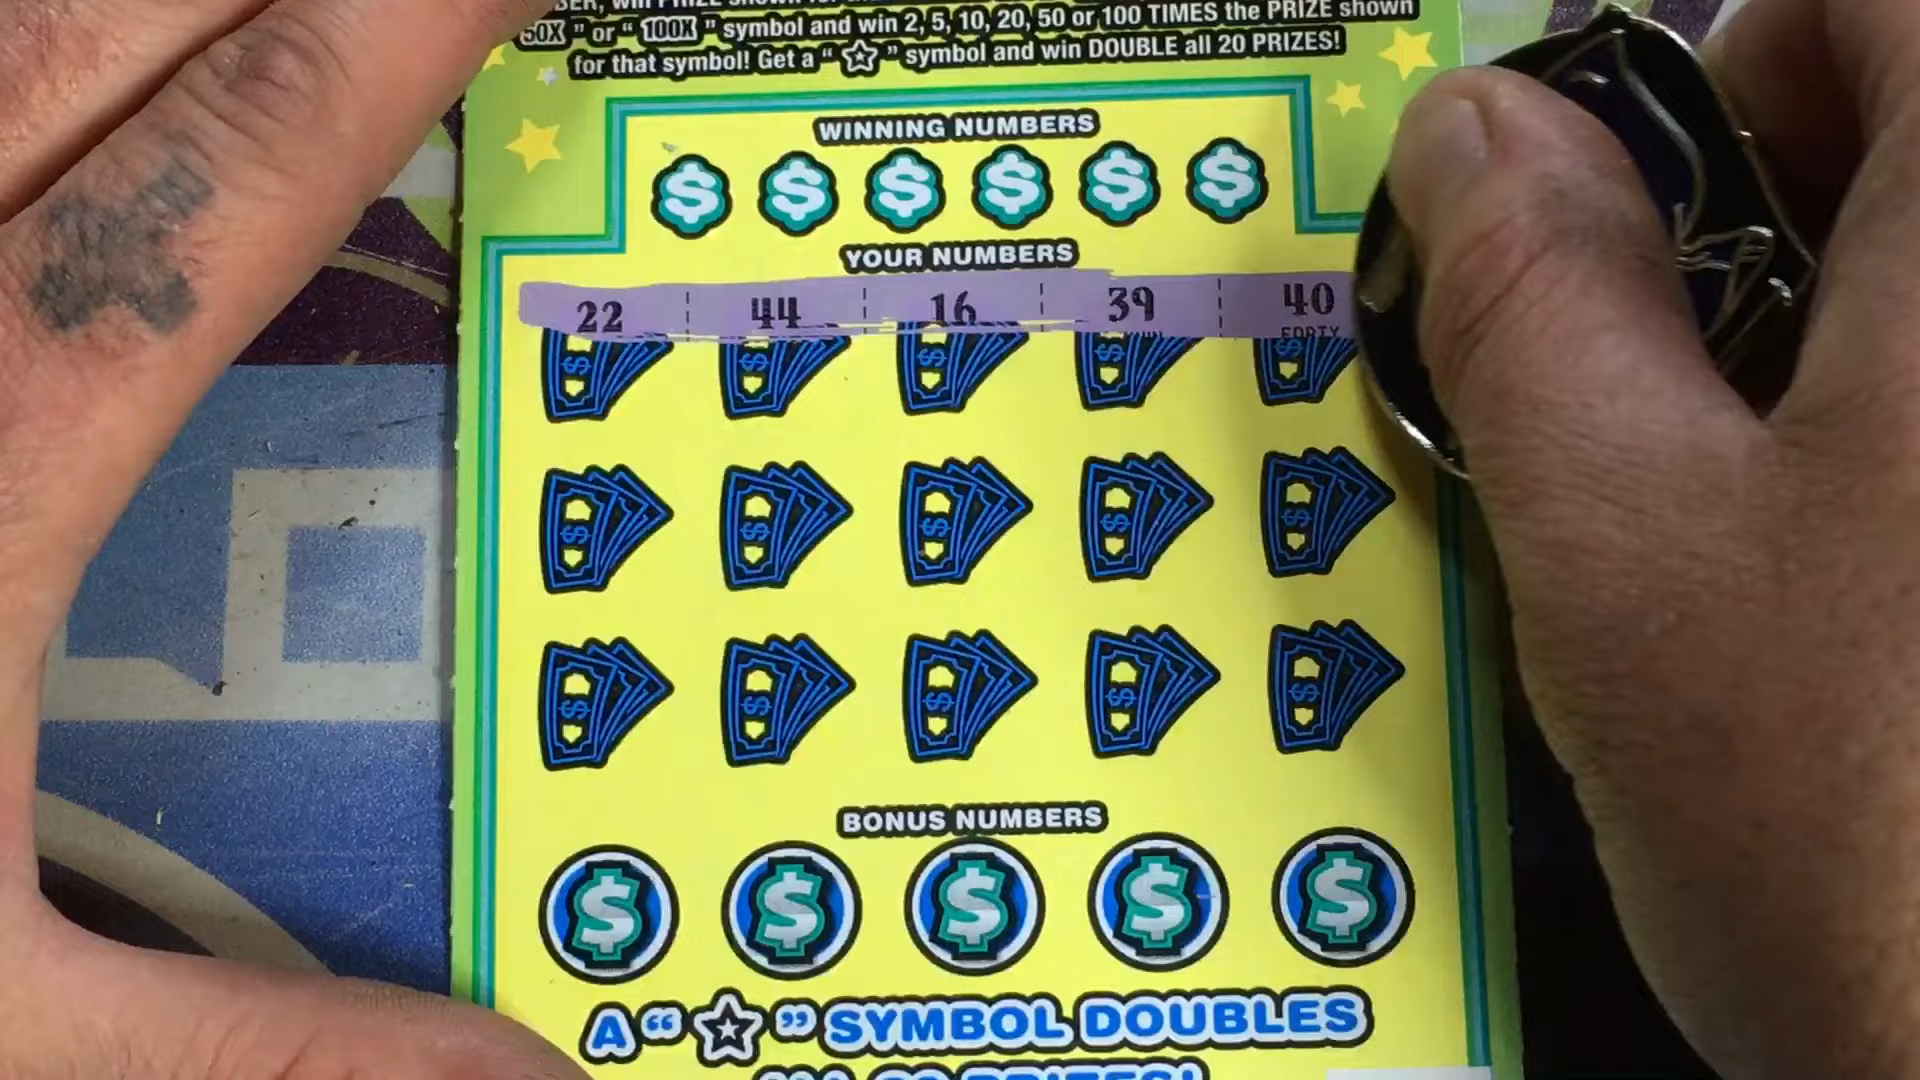 50X " or " 100X " symbol and win 2, 5, 10, 20, 50 or 100 TIMES the PRIZE shown
for that symbol! Get a " ☆ " symbol and win DOUBLE all 20 PRIZES!
WINNING NUMBERS
$ $ $ $ $ $
YOUR NUMBERS
22 44 16 39 40
FORTY
$ $ $ $ $
$ $ $ $ $
$ $ $ $ $
BONUS NUMBERS
$ $ $ $ $
A “ ☆ ” SYMBOL DOUBLES
20 PRIZES!